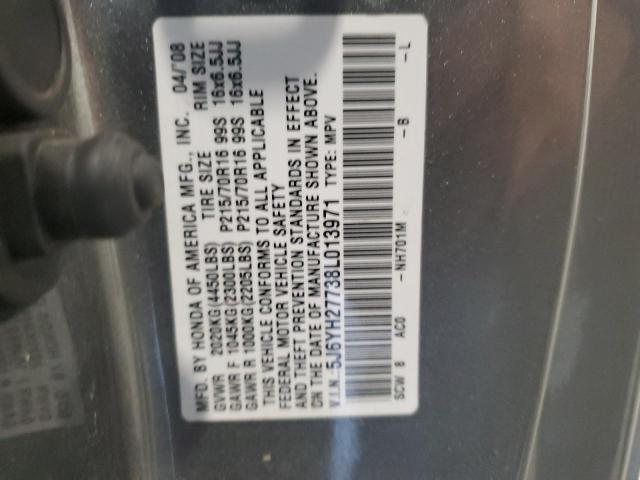 MFD. BY HONDA OF AMERICA MFG., INC. 04/'08
GVWR 2020KG(4450LBS) TIRE SIZE RIM SIZE
GAWR F 1045KG(2300LBS) P215/70R16 99S 16x6.5JJ
GAWR R 1000KG(2205LBS) P215/70R16 99S 16x6.5JJ
THIS VEHICLE CONFORMS TO ALL APPLICABLE
FEDERAL MOTOR VEHICLE SAFETY
AND THEFT PREVENTION STANDARDS IN EFFECT
ON THE DATE OF MANUFACTURE SHOWN ABOVE.
V.I.N.: 5J6YH27738L013971 TYPE: MPV
SCW 8 AC0 -NH701M -B -L